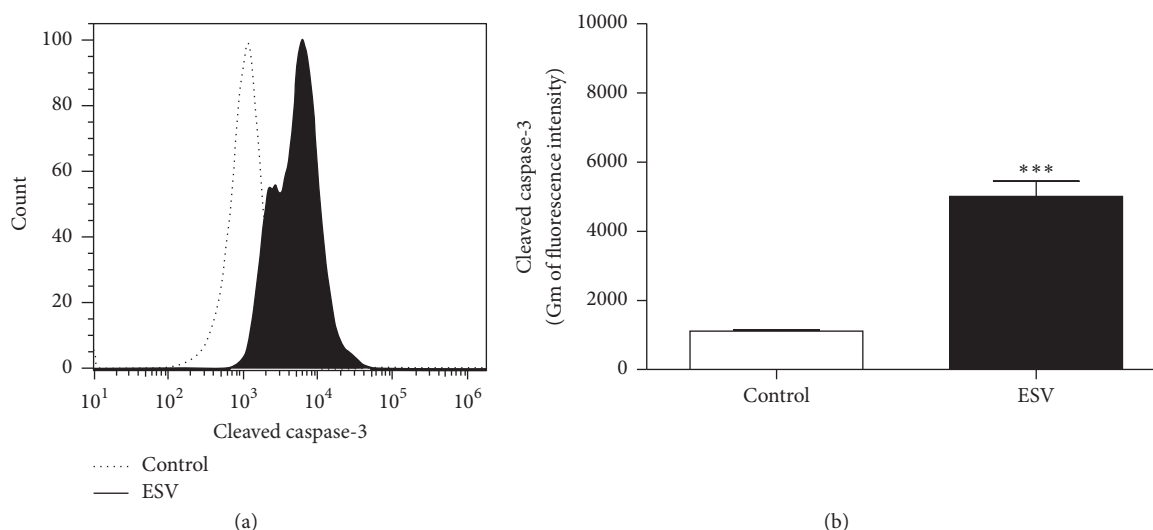 100
80
60
40
20
0
Count
10¹ 10² 10³ 10⁴ 10⁵ 10⁶
Cleaved caspase-3
Control
ESV
(a)
10000
8000
6000
4000
2000
0
Cleaved caspase-3
(Gm of fluorescence intensity)
***
Control ESV
(b)